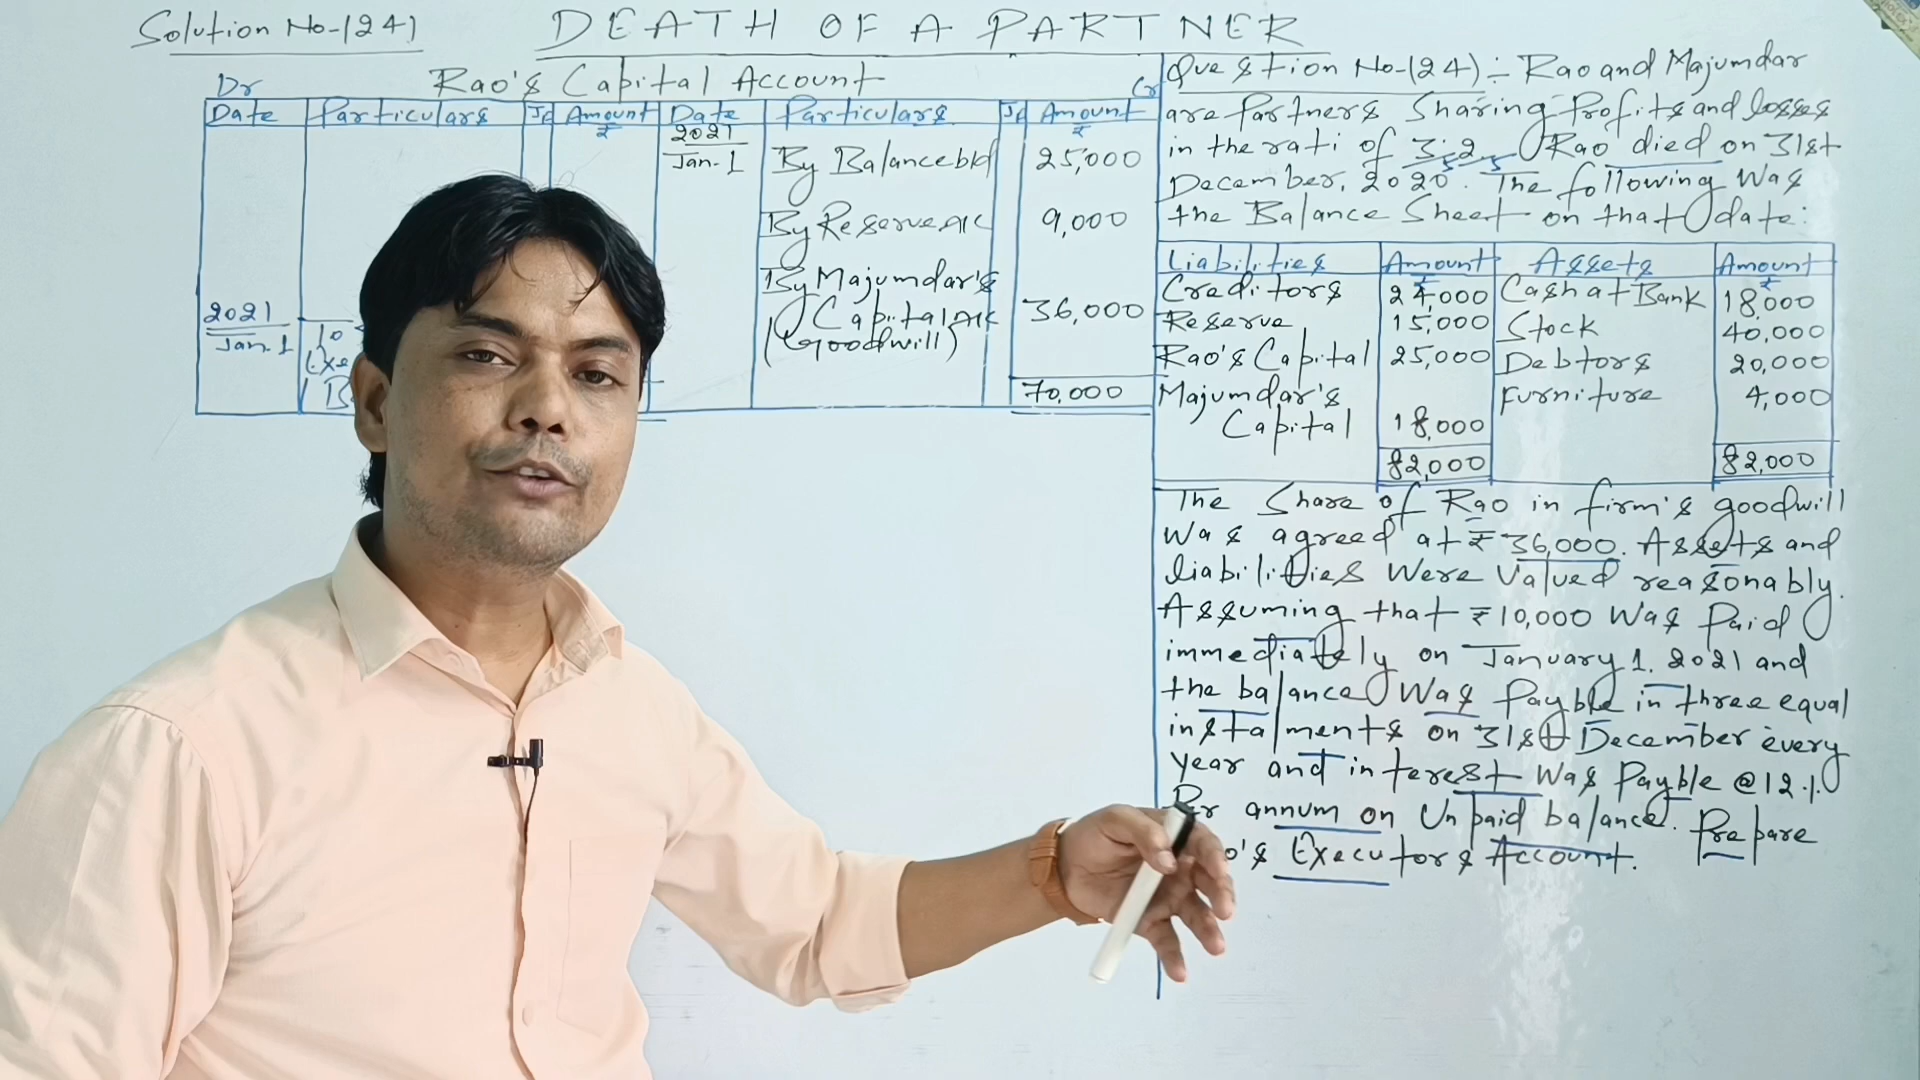 Solution No-(24)
DEATH OF A PARTNER
Dr
Rao's Capital Account
Cr
Date Particulars Amount Date Particulars Amount
₹
₹
2021
Jan. 1
By Balance b/d 25,000
By Reserve A/c 9,000
By Majumdar's
Capital A/c 36,000
(Goodwill)
2021
Jan. 1
To
Exe
B
70,000
Question No-(24) :- Rao and Majumdar
are Partners Sharing Profits and losses
in the rati of 3:2. Rao died on 31st
5 5
December, 2020. The following Was
the Balance Sheet on that date:
Liabilities Amount Assets Amount
₹
₹
Creditors 24,000 Cash at Bank 18,000
Reserve 15,000 Stock 40,000
Rao's Capital 25,000 Debtors 20,000
Majumdar's Furniture 4,000
Capital 18,000
82,000 82,000
The Share of Rao in firm's goodwill
Was agreed at ₹ 36,000. Assets and
liabilities Were Valued reasonably.
Assuming that ₹10,000 Was Paid
immediately on January 1. 2021 and
the balance Was Payble in three equal
instalments on 31st December every
year and interest Was Payble @12%
Per annum on Unpaid balance. Prepare
o's Executors Account.